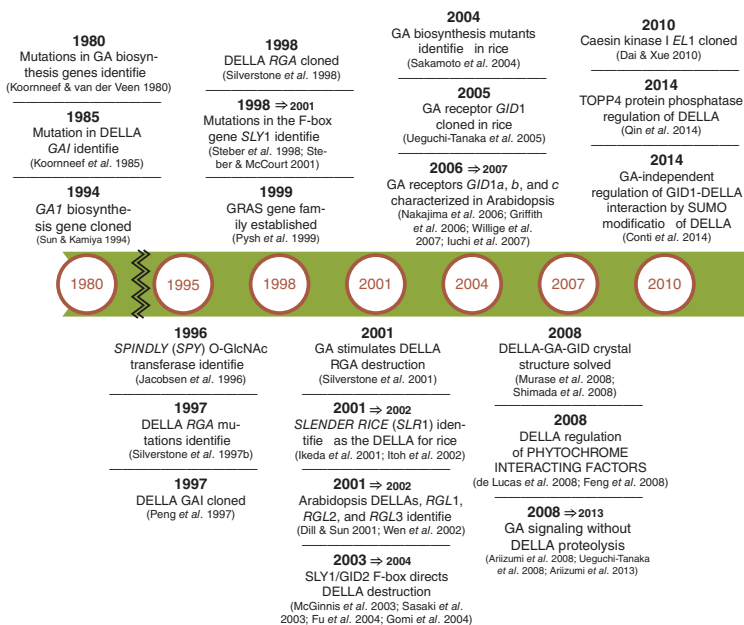 1980
Mutations in GA biosyn-
thesis genes identifie
(Koornneef & van der Veen 1980)
1985
Mutation in DELLA
GAI identifie
(Koornneef et al. 1985)
1994
GA1 biosynthe-
sis gene cloned
(Sun & Kamiya 1994)
1998
DELLA RGA cloned
(Silverstone et al. 1998)
1998 ⇒ 2001
Mutations in the F-box
gene SLY1 identifie
(Steber et al. 1998; Ste-
ber & McCourt 2001)
1999
GRAS gene fam-
ily established
(Pysh et al. 1999)
2004
GA biosynthesis mutants
identifie in rice
(Sakamoto et al. 2004)
2005
GA receptor GID1
cloned in rice
(Ueguchi-Tanaka et al. 2005)
2006 ⇒ 2007
GA receptors GID1a, b, and c
characterized in Arabidopsis
(Nakajima et al. 2006; Griffith
et al. 2006; Willige et al.
2007; Iuchi et al. 2007)
2010
Caesin kinase I EL1 cloned
(Dai & Xue 2010)
2014
TOPP4 protein phosphatase
regulation of DELLA
(Qin et al. 2014)
2014
GA-independent
regulation of GID1-DELLA
interaction by SUMO
modificatio of DELLA
(Conti et al. 2014)
1980
1995
1998
2001
2004
2007
2010
1996
SPINDLY (SPY) O-GlcNAc
transferase identifie
(Jacobsen et al. 1996)
1997
DELLA RGA mu-
tations identifie
(Silverstone et al. 1997b)
1997
DELLA GAI cloned
(Peng et al. 1997)
2001
GA stimulates DELLA
RGA destruction
(Silverstone et al. 2001)
2001 ⇒ 2002
SLENDER RICE (SLR1) iden-
tifie as the DELLA for rice
(Ikeda et al. 2001; Itoh et al. 2002)
2001 ⇒ 2002
Arabidopsis DELLAs, RGL1,
RGL2, and RGL3 identifie
(Dill & Sun 2001; Wen et al. 2002)
2003 ⇒ 2004
SLY1/GID2 F-box directs
DELLA destruction
(McGinnis et al. 2003; Sasaki et al.
2003; Fu et al. 2004; Gomi et al. 2004)
2008
DELLA-GA-GID crystal
structure solved
(Murase et al. 2008;
Shimada et al. 2008)
2008
DELLA regulation
of PHYTOCHROME
INTERACTING FACTORS
(de Lucas et al. 2008; Feng et al. 2008)
2008 ⇒ 2013
GA signaling without
DELLA proteolysis
(Ariizumi et al. 2008; Ueguchi-Tanaka
et al. 2008; Ariizumi et al. 2013)